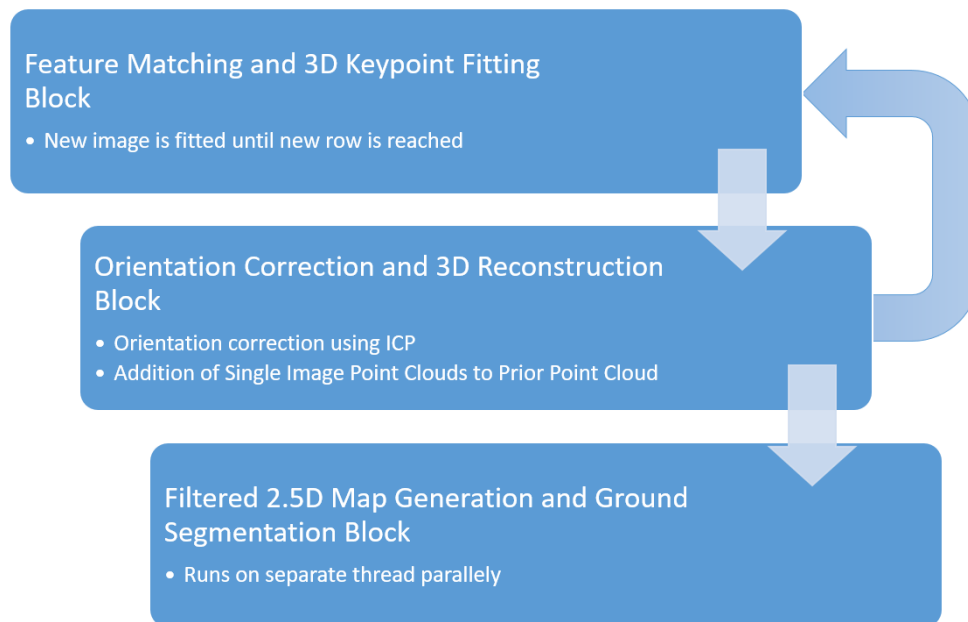 Feature Matching and 3D Keypoint Fitting
Block
• New image is fitted until new row is reached
Orientation Correction and 3D Reconstruction
Block
• Orientation correction using ICP
• Addition of Single Image Point Clouds to Prior Point Cloud
Filtered 2.5D Map Generation and Ground
Segmentation Block
• Runs on separate thread parallely